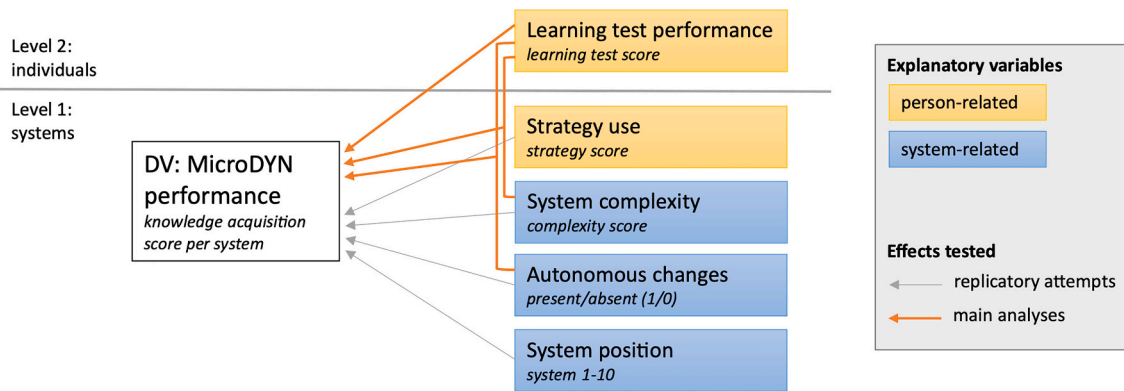 Level 2:
individuals
Level 1:
systems
DV: MicroDYN
performance
knowledge acquisition
score per system
Learning test performance
learning test score
Strategy use
strategy score
System complexity
complexity score
Autonomous changes
present/absent (1/0)
System position
system 1-10
Explanatory variables
person-related
system-related
Effects tested
replicatory attempts
main analyses